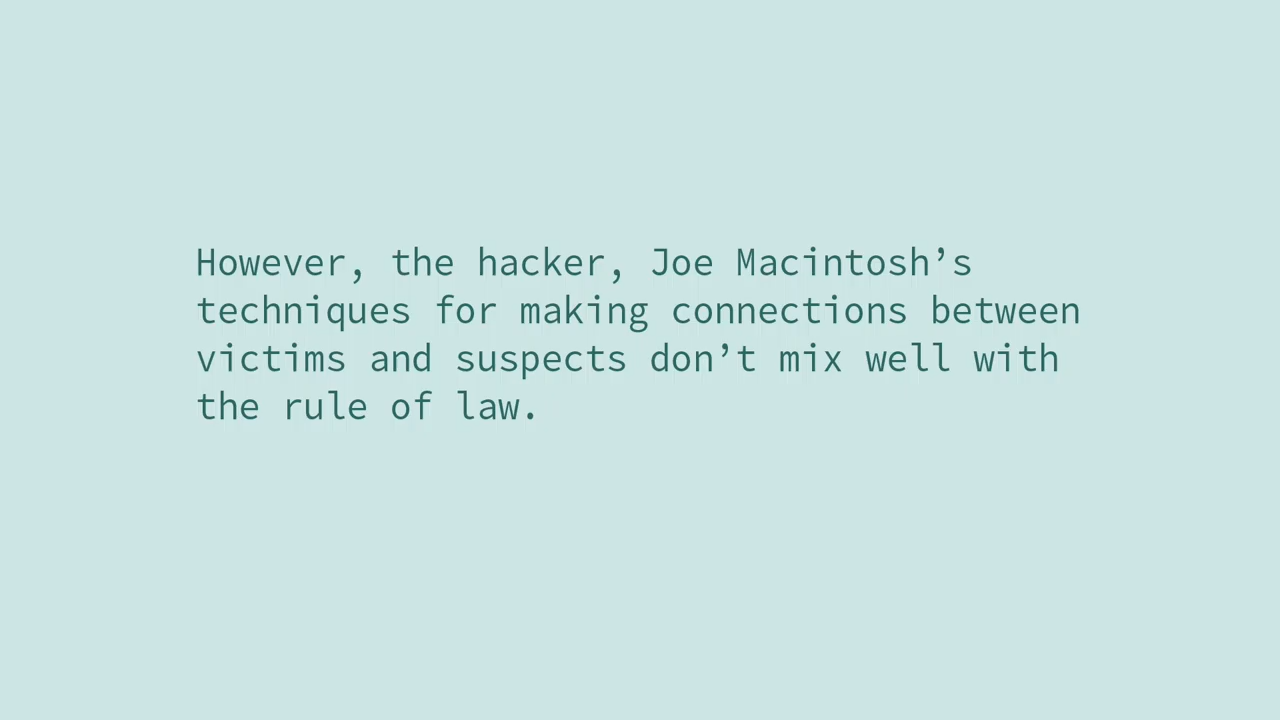 However, the hacker, Joe Macintosh’s
techniques for making connections between
victims and suspects don’t mix well with
the rule of law.